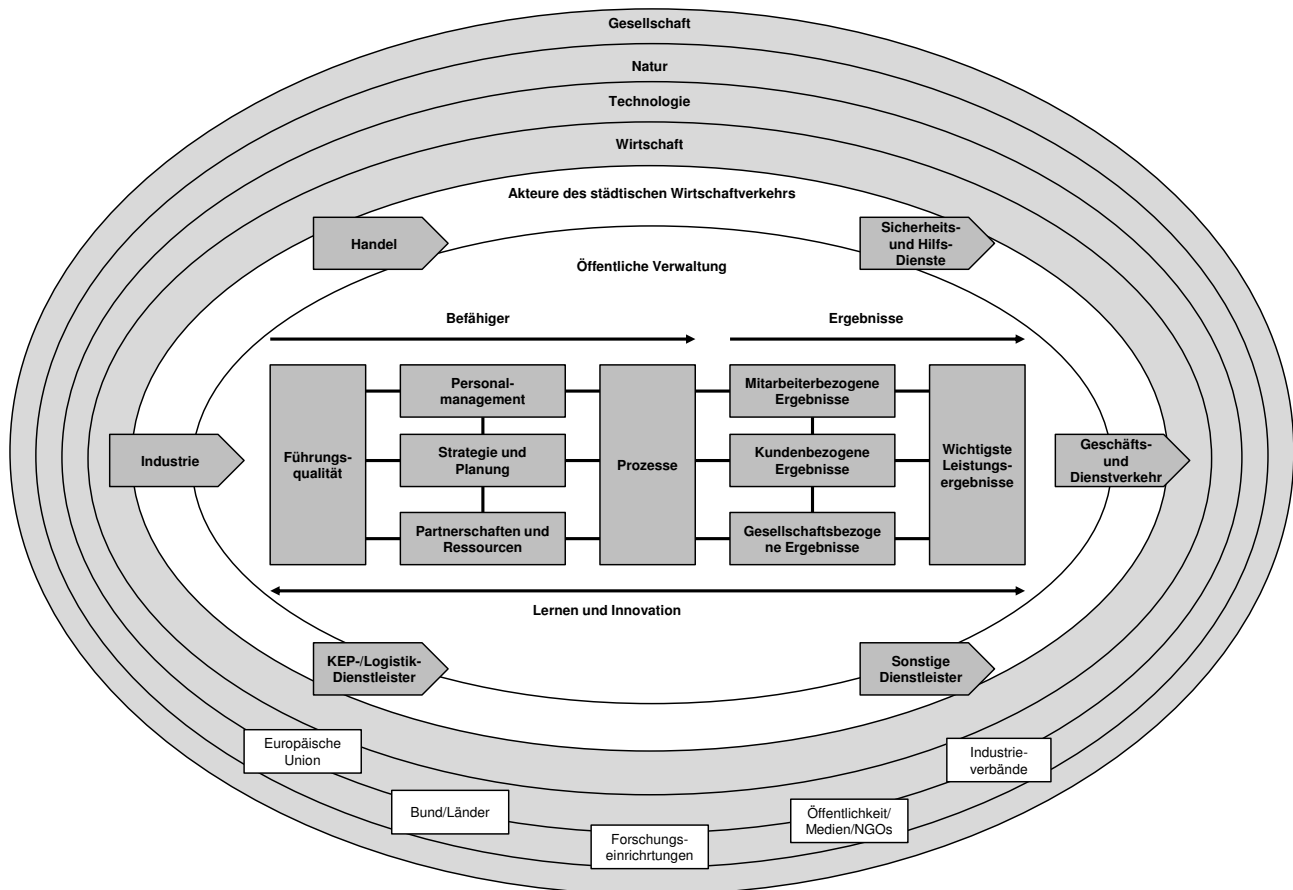 Gesellschaft
Natur
Technologie
Wirtschaft
Akteure des städtischen Wirtschaftverkehrs
Handel
Sicherheits-
und Hilfs-
Dienste
Öffentliche Verwaltung
Befähiger
Ergebnisse
Führungs-
qualität
Personal-
management
Strategie und
Planung
Partnerschaften und
Ressourcen
Prozesse
Mitarbeiterbezogene
Ergebnisse
Kundenbezogene
Ergebnisse
Gesellschaftsbezoge
ne Ergebnisse
Wichtigste
Leistungs-
ergebnisse
Industrie
Geschäfts-
und
Dienstverkehr
Lernen und Innovation
KEP-/Logistik-
Dienstleister
Sonstige
Dienstleister
Europäische
Union
Bund/Länder
Forschungs-
einrichrtungen
Öffentlichkeit/
Medien/NGOs
Industrie-
verbände